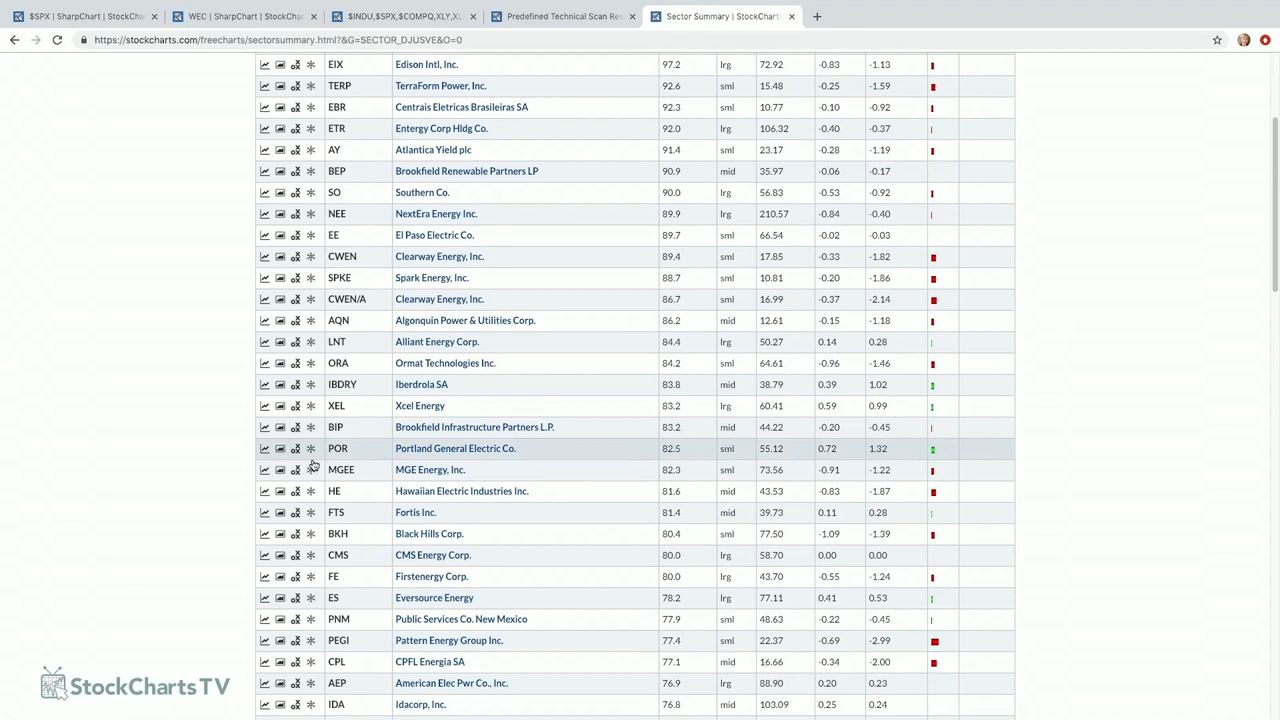 $SPX | SharpChart | StockCha
WEC | SharpChart | StockChar
$INDU,$SPX,$COMPQ,XLY,XL
Predefined Technical Scan Res
Sector Summary | StockChart
https://stockcharts.com/freecharts/sectorsummary.html?&G=SECTOR_DJUSVE&O=0
EIX Edison Intl, Inc. 97.2 lrg 72.92 -0.83 -1.13
TERP TerraForm Power, Inc. 92.6 sml 15.48 -0.25 -1.59
EBR Centrais Eletricas Brasileiras SA 92.3 sml 10.77 -0.10 -0.92
ETR Entergy Corp Hldg Co. 92.0 lrg 106.32 -0.40 -0.37
AY Atlantica Yield plc 91.4 sml 23.17 -0.28 -1.19
BEP Brookfield Renewable Partners LP 90.9 mid 35.97 -0.06 -0.17
SO Southern Co. 90.0 lrg 56.83 -0.53 -0.92
NEE NextEra Energy Inc. 89.9 lrg 210.57 -0.84 -0.40
EE El Paso Electric Co. 89.7 sml 66.54 -0.02 -0.03
CWEN Clearway Energy, Inc. 89.4 sml 17.85 -0.33 -1.82
SPKE Spark Energy, Inc. 88.7 sml 10.81 -0.20 -1.86
CWEN/A Clearway Energy, Inc. 86.7 sml 16.99 -0.37 -2.14
AQN Algonquin Power & Utilities Corp. 86.2 mid 12.61 -0.15 -1.18
LNT Alliant Energy Corp. 84.4 lrg 50.27 0.14 0.28
ORA Ormat Technologies Inc. 84.2 sml 64.61 -0.96 -1.46
IBDRY Iberdrola SA 83.8 mid 38.79 0.39 1.02
XEL Xcel Energy 83.2 lrg 60.41 0.59 0.99
BIP Brookfield Infrastructure Partners L.P. 83.2 mid 44.22 -0.20 -0.45
POR Portland General Electric Co. 82.5 sml 55.12 0.72 1.32
MGEE MGE Energy, Inc. 82.3 sml 73.56 -0.91 -1.22
HE Hawaiian Electric Industries Inc. 81.6 mid 43.53 -0.83 -1.87
FTS Fortis Inc. 81.4 mid 39.73 0.11 0.28
BKH Black Hills Corp. 80.4 sml 77.50 -1.09 -1.39
CMS CMS Energy Corp. 80.0 lrg 58.70 0.00 0.00
FE Firstenergy Corp. 80.0 lrg 43.70 -0.55 -1.24
ES Eversource Energy 78.2 lrg 77.11 0.41 0.53
PNM Public Services Co. New Mexico 77.9 sml 48.63 -0.22 -0.45
PEGI Pattern Energy Group Inc. 77.4 sml 22.37 -0.69 -2.99
CPL CPFL Energia SA 77.1 mid 16.66 -0.34 -2.00
AEP American Elec Pwr Co., Inc. 76.9 lrg 88.90 0.20 0.23
IDA Idacorp, Inc. 76.8 mid 103.09 0.25 0.24
StockCharts TV